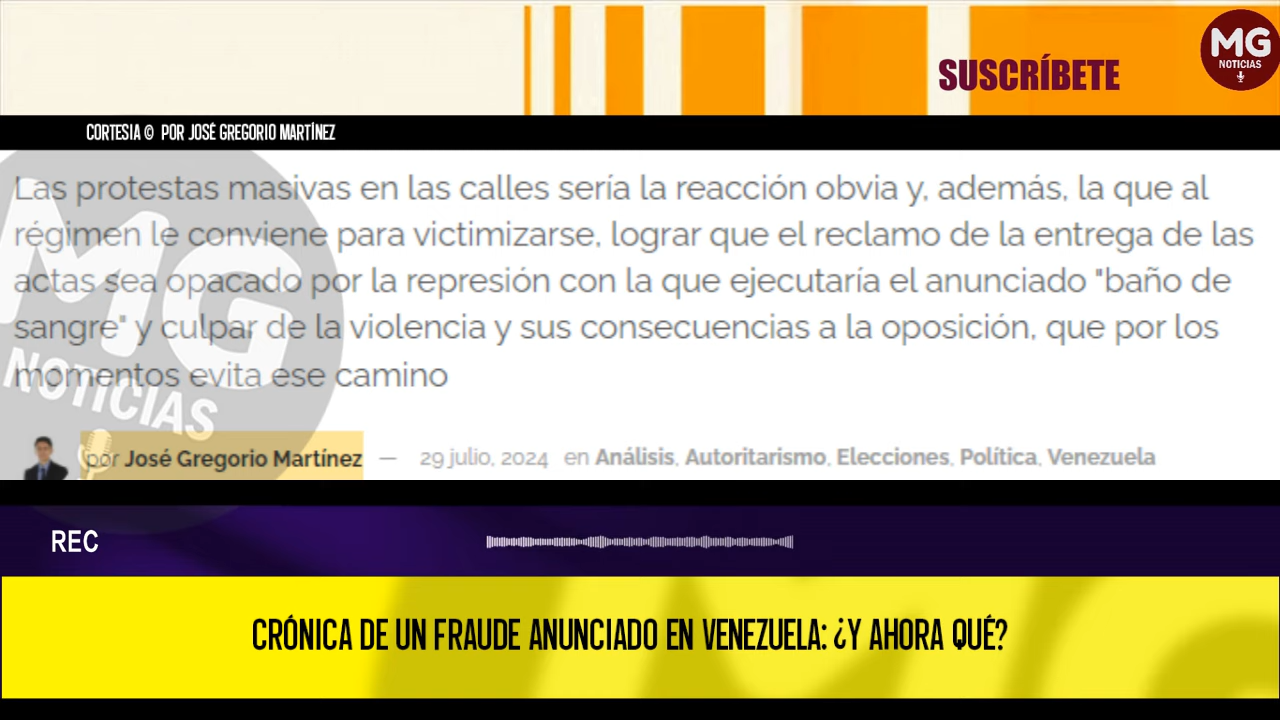 SUSCRÍBETE
MG
NOTICIAS
CORTESIA © POR JOSÉ GREGORIO MARTÍNEZ
Las protestas masivas en las calles sería la reacción obvia y, además, la que al
régimen le conviene para victimizarse, lograr que el reclamo de la entrega de las
actas sea opacado por la represión con la que ejecutaría el anunciado "baño de
sangre" y culpar de la violencia y sus consecuencias a la oposición, que por los
momentos evita ese camino
MG
NOTICIAS
por José Gregorio Martínez — 29 julio, 2024 en Análisis, Autoritarismo, Elecciones, Política, Venezuela
REC
CRÓNICA DE UN FRAUDE ANUNCIADO EN VENEZUELA: ¿Y AHORA QUÉ?